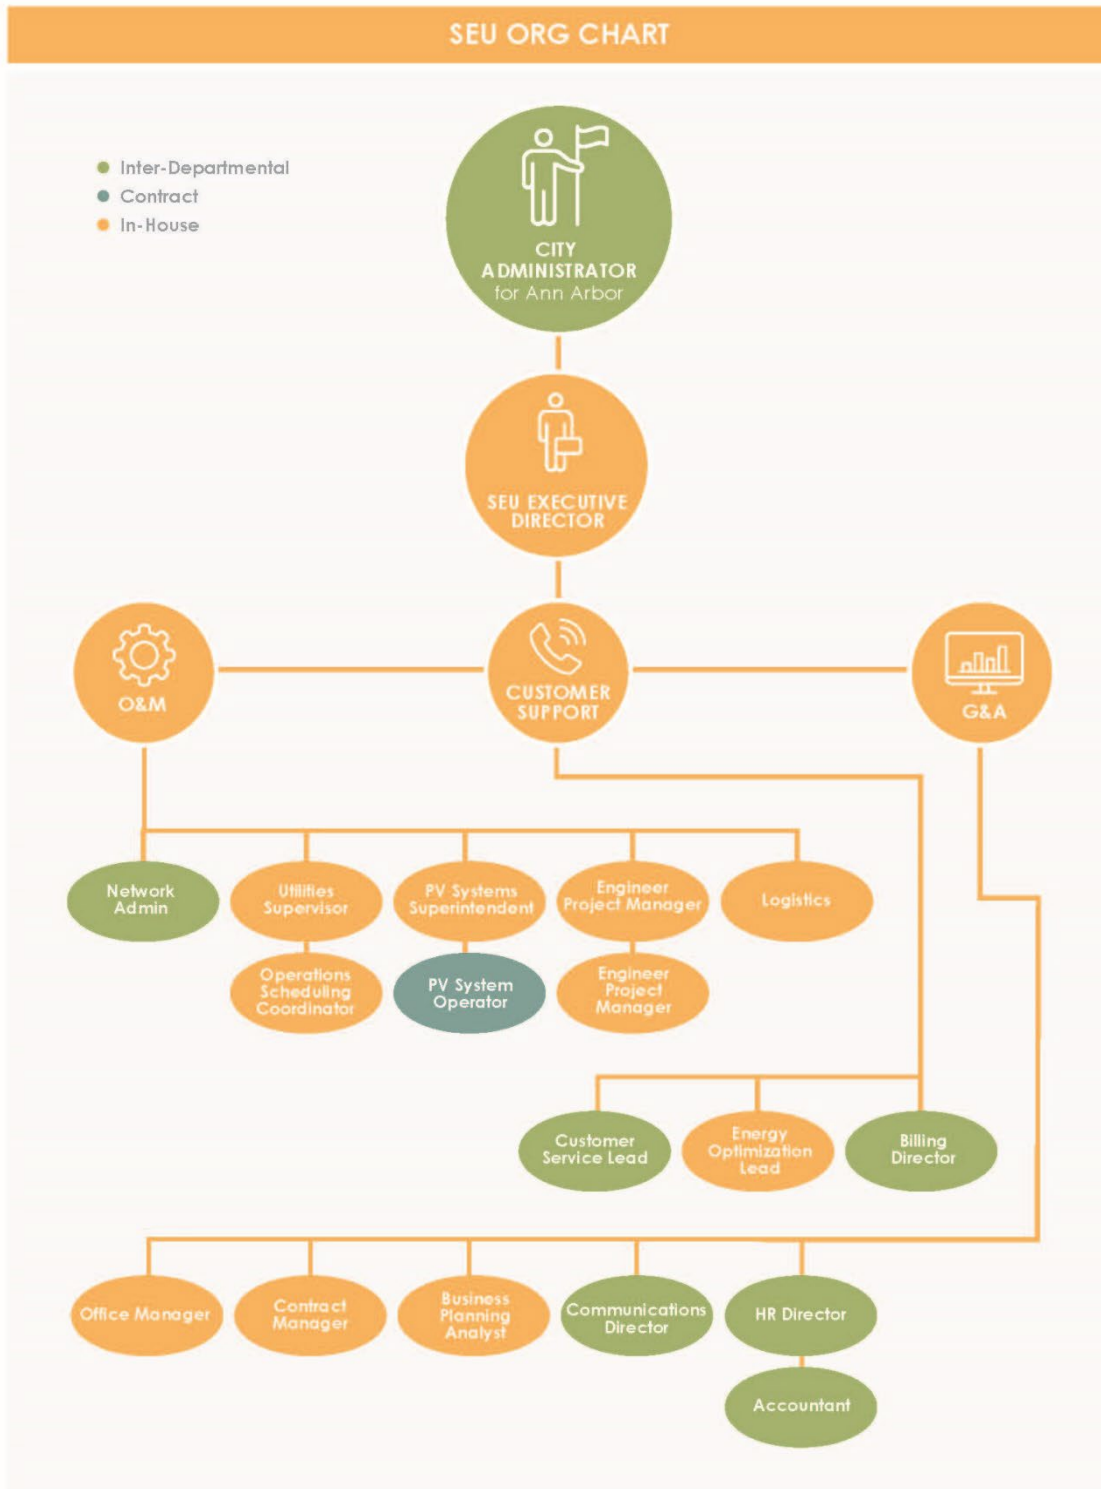 SEU ORG CHART
Inter-Departmental
Contract
In-House
CITY
ADMINISTRATOR
for Ann Arbor
SEU EXECUTIVE
DIRECTOR
O&M
CUSTOMER
SUPPORT
G&A
Network
Admin
Utilities
Supervisor
PV Systems
Superintendent
Engineer
Project Manager
Logistics
Operations
Scheduling
Coordinator
PV System
Operator
Engineer
Project
Manager
Customer
Service Lead
Energy
Optimization
Lead
Billing
Director
Office Manager
Contract
Manager
Business
Planning
Analyst
Communications
Director
HR Director
Accountant